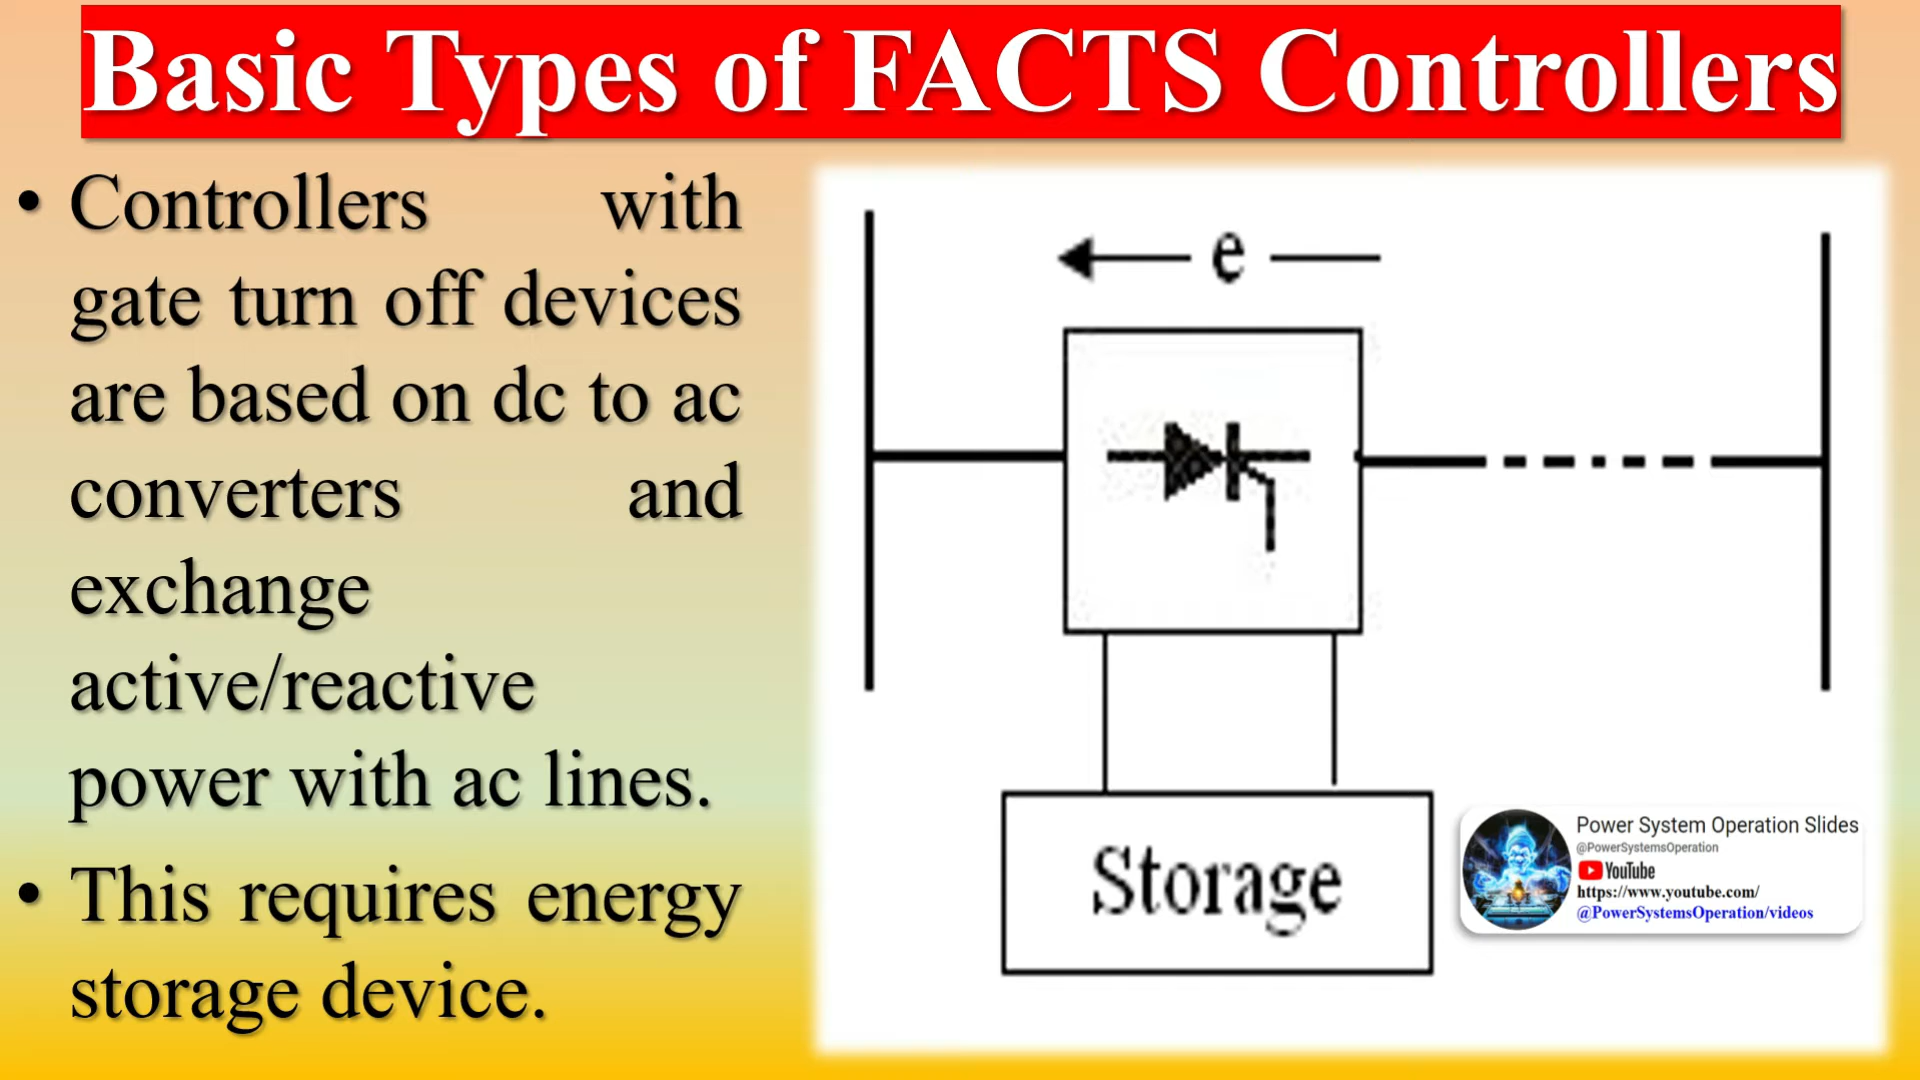 Basic Types of FACTS Controllers
• Controllers with
gate turn off devices
are based on dc to ac
converters and
exchange
active/reactive
power with ac lines.
• This requires energy
storage device.
e
Storage
Power System Operation Slides
@PowerSystemsOperation
YouTube
https://www.youtube.com/
@PowerSystemsOperation/videos